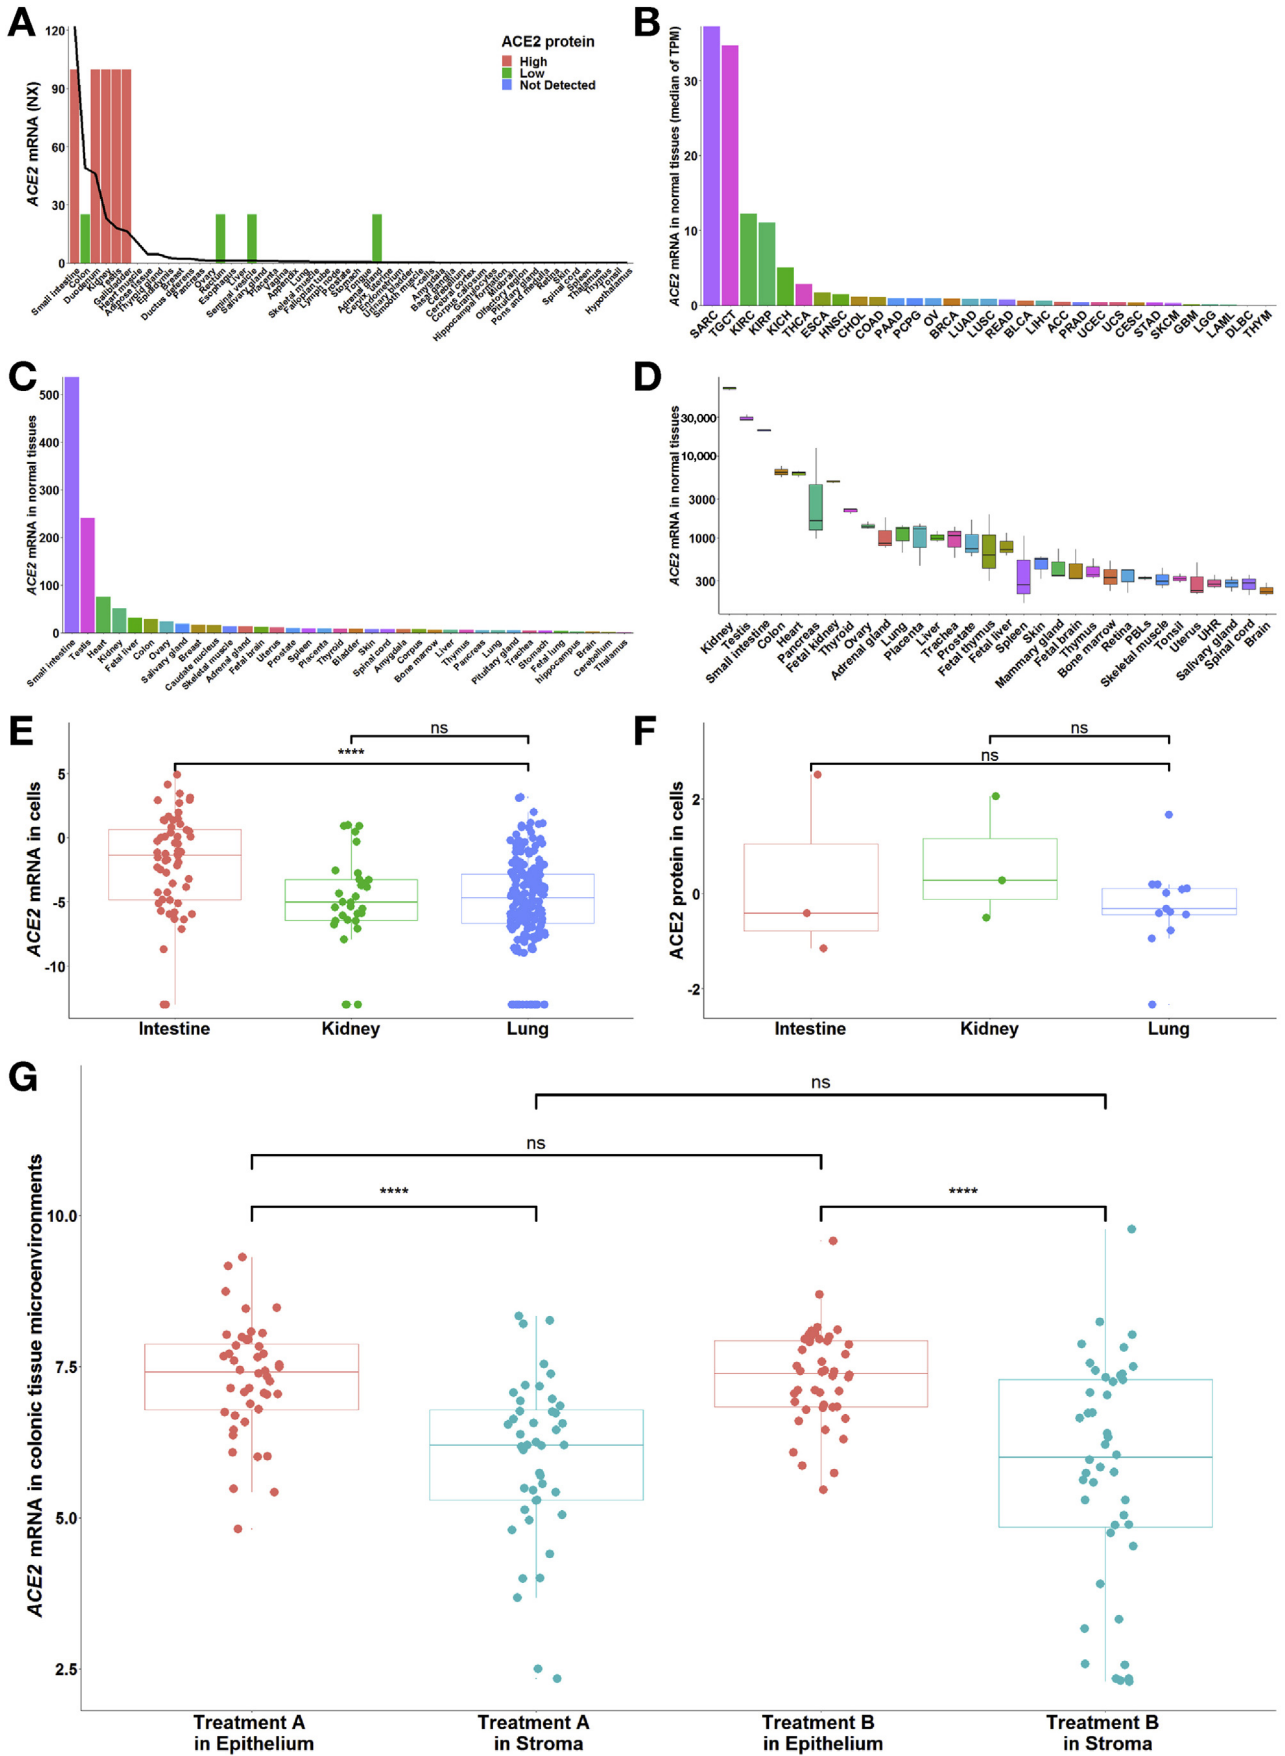 A
ACE2 mRNA (NX)
120
90
60
30
0
ACE2 protein
High
Low
Not Detected
Small intestine
Colon
Duodenum
Kidney
Testis
Gallbladder
Heart muscle
Adipose tissue
Thyroid gland
Epididymis
Breast
Ductus deferens
Pancreas
Ovary
Rectum
Esophagus
Liver
Seminal vesicle
Salivary gland
Placenta
Vagina
Appendix
Lung
Skeletal muscle
Fallopian tube
Lymph node
Prostate
Stomach
Adrenal gland
Cervix, uterine
Endometrium
Urinary bladder
Smooth muscle
Amygdala
Basal ganglia
Cerebellum
Cerebral cortex
Corpus callosum
Hippocampal formation
Midbrain
Olfactory region
Pituitary gland
Pons and medulla
Retina
Skin
Spinal cord
Spleen
Thalamus
Thymus
Tonsil
Hypothalamus
B
ACE2 mRNA in normal tissues (median of TPM)
30
20
10
0
SARC
TGCT
KIRC
KIRP
KICH
THCA
ESCA
HNSC
CHOL
COAD
PAAD
PCPG
OV
BRCA
LUAD
LUSC
READ
BLCA
LIHC
ACC
PRAD
UCEC
UCS
CESC
STAD
SKCM
GBM
LGG
LAML
DLBC
THYM
C
ACE2 mRNA in normal tissues
500
400
300
200
100
0
Small intestine
Testis
Heart
Kidney
Fetal liver
Colon
Ovary
Salivary gland
Breast
Caudate nucleus
Skeletal muscle
Adrenal gland
Fetal brain
Uterus
Prostate
Spleen
Placenta
Thyroid
Bladder
Skin
Spinal cord
Amygdala
Corpus
Bone marrow
Liver
Thymus
Pancreas
Lung
Pituitary gland
Trachea
Stomach
Fetal lung
hippocampus
Brain
Cerebellum
Thalamus
D
ACE2 mRNA in normal tissues
30,000
10,000
3000
1000
300
Kidney
Testis
Small intestine
Colon
Heart
Pancreas
Fetal kidney
Thyroid
Ovary
Adrenal gland
Lung
Placenta
Liver
Trachea
Prostate
Fetal thymus
Fetal liver
Spleen
Skin
Mammary gland
Fetal brain
Thymus
Bone marrow
Retina
PBLs
Skeletal muscle
Tonsil
Uterus
UHR
Salivary gland
Spinal cord
Brain
E
ACE2 mRNA in cells
5
0
-5
-10
ns
****
Intestine
Kidney
Lung
F
ACE2 protein in cells
2
0
-2
ns
ns
Intestine
Kidney
Lung
G
ACE2 mRNA in colonic tissue microenvironments
10.0
7.5
5.0
2.5
ns
ns
****
****
Treatment A
in Epithelium
Treatment A
in Stroma
Treatment B
in Epithelium
Treatment B
in Stroma